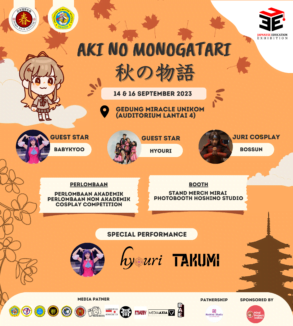 AKI NO MONOGATARI
秋の物語
14 & 16 SEPTEMBER 2023
GEDUNG MIRACLE UNIKOM
(AUDITORIUM LANTAI 4)
GUEST STAR
BABYKYOO
GUEST STAR
HYOURI
JURI COSPLAY
BOSSUN
PERLOMBAAN
PERLOMBAAN AKADEMIK
PERLOMBAAN NON AKADEMIK
COSPLAY COMPETITION
BOOTH
STAND MERCH MIRAI
PHOTOBOOTH HOSHINO STUDIO
SPECIAL PERFORMANCE
hyouri
TAKUMI
MEDIA PATNER
PATNERSHIP
SPONSORED BY